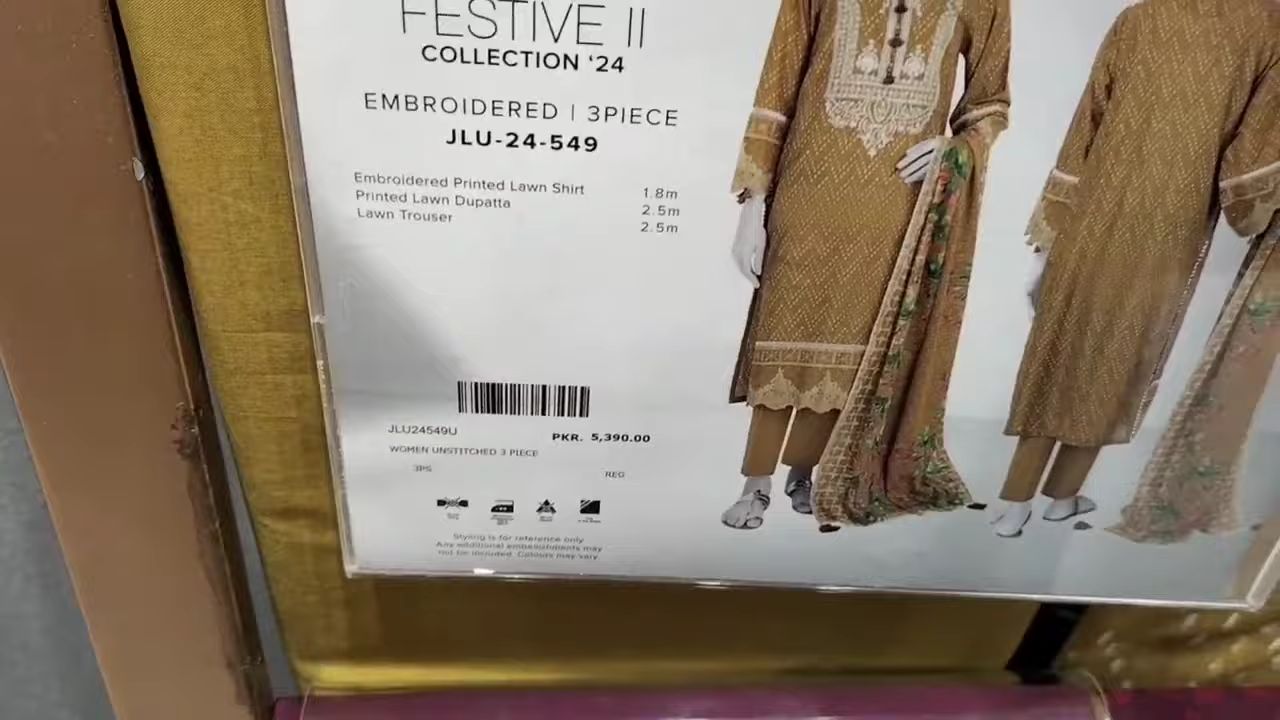 FESTIVE II
COLLECTION ‘24
EMBROIDERED | 3PIECE
JLU-24-549
Embroidered Printed Lawn Shirt 1.8m
Printed Lawn Dupatta 2.5m
Lawn Trouser 2.5m
JLU24549U
PKR. 5,390.00
WOMEN UNSTITCHED 3 PIECE
3PS REG
Styling is for reference only
Any additional embellishments may
not be included. Colours may vary.